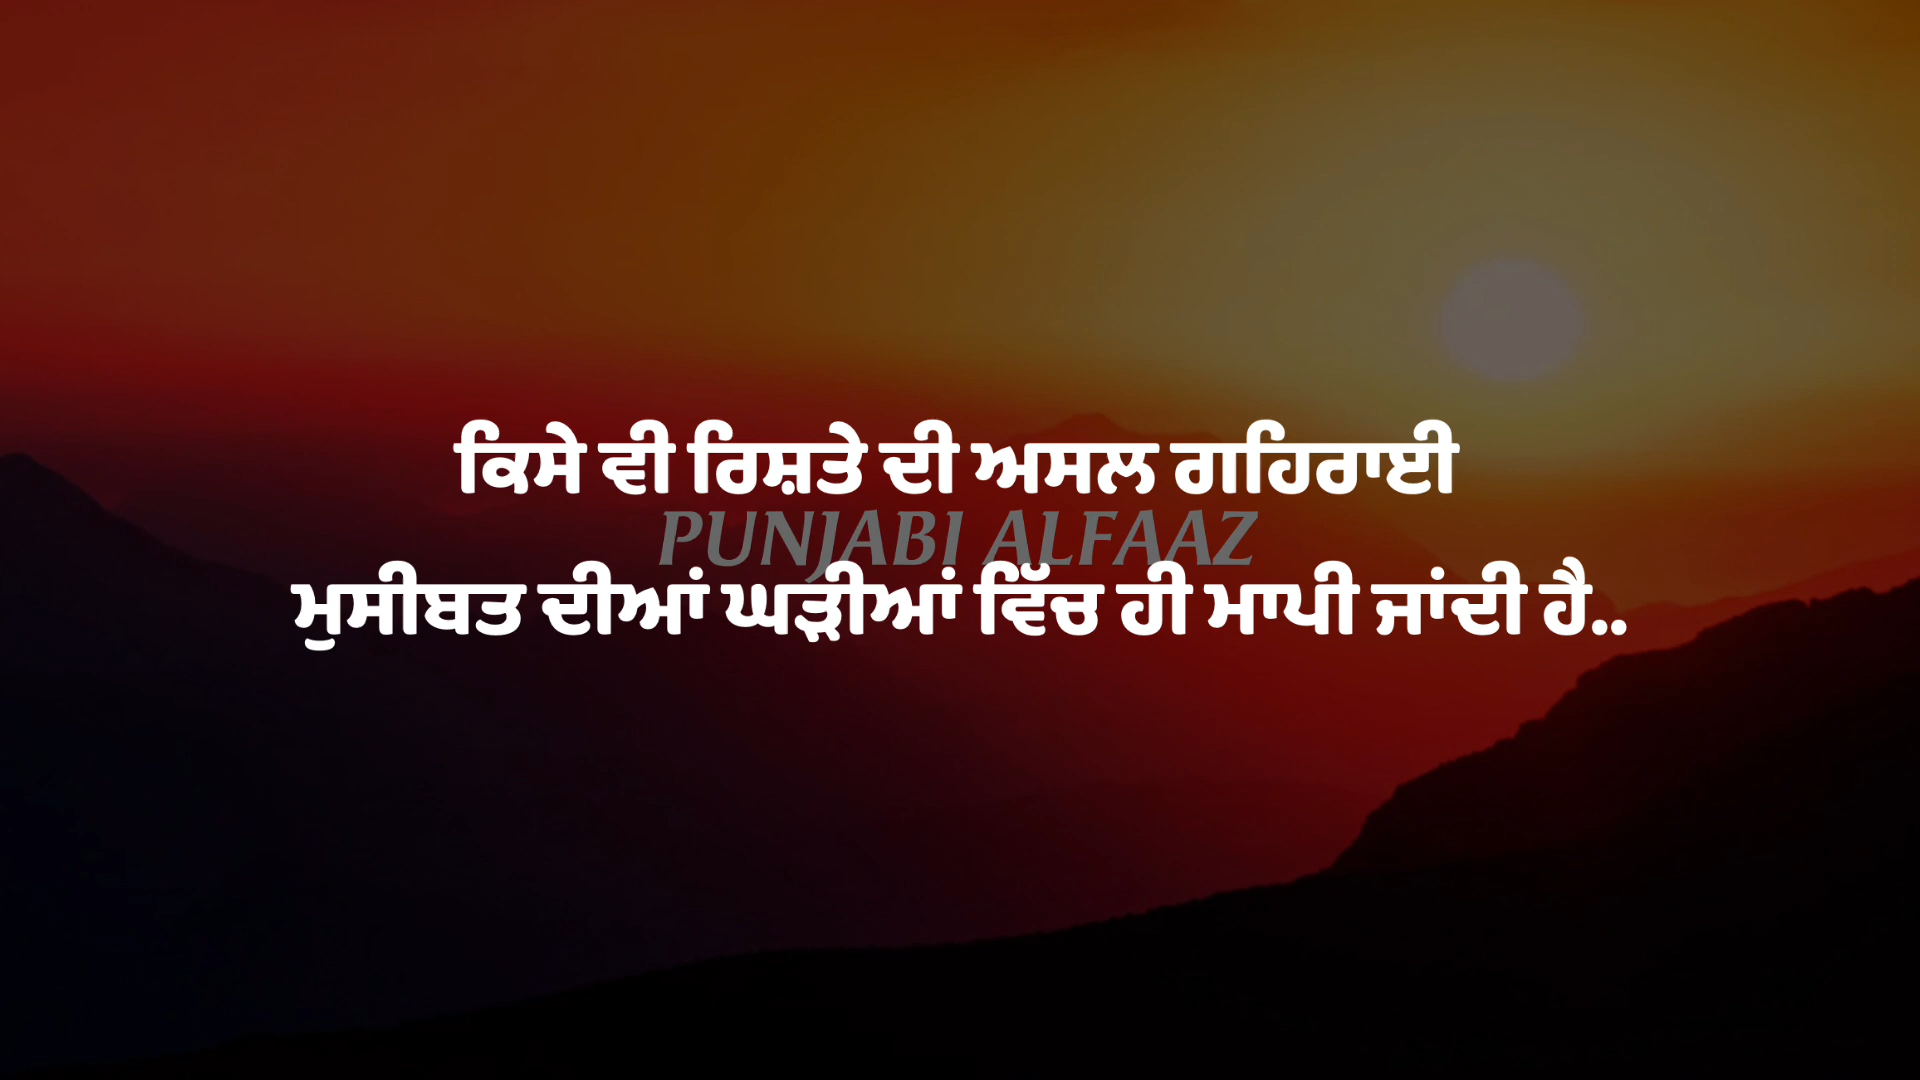 ਕਿਸੇ ਵੀ ਰਿਸ਼ਤੇ ਦੀ ਅਸਲ ਗਹਿਰਾਈ
PUNJABI ALFAAZ
ਮੁਸੀਬਤ ਦੀਆਂ ਘੜੀਆਂ ਵਿੱਚ ਹੀ ਮਾਪੀ ਜਾਂਦੀ ਹੈ..